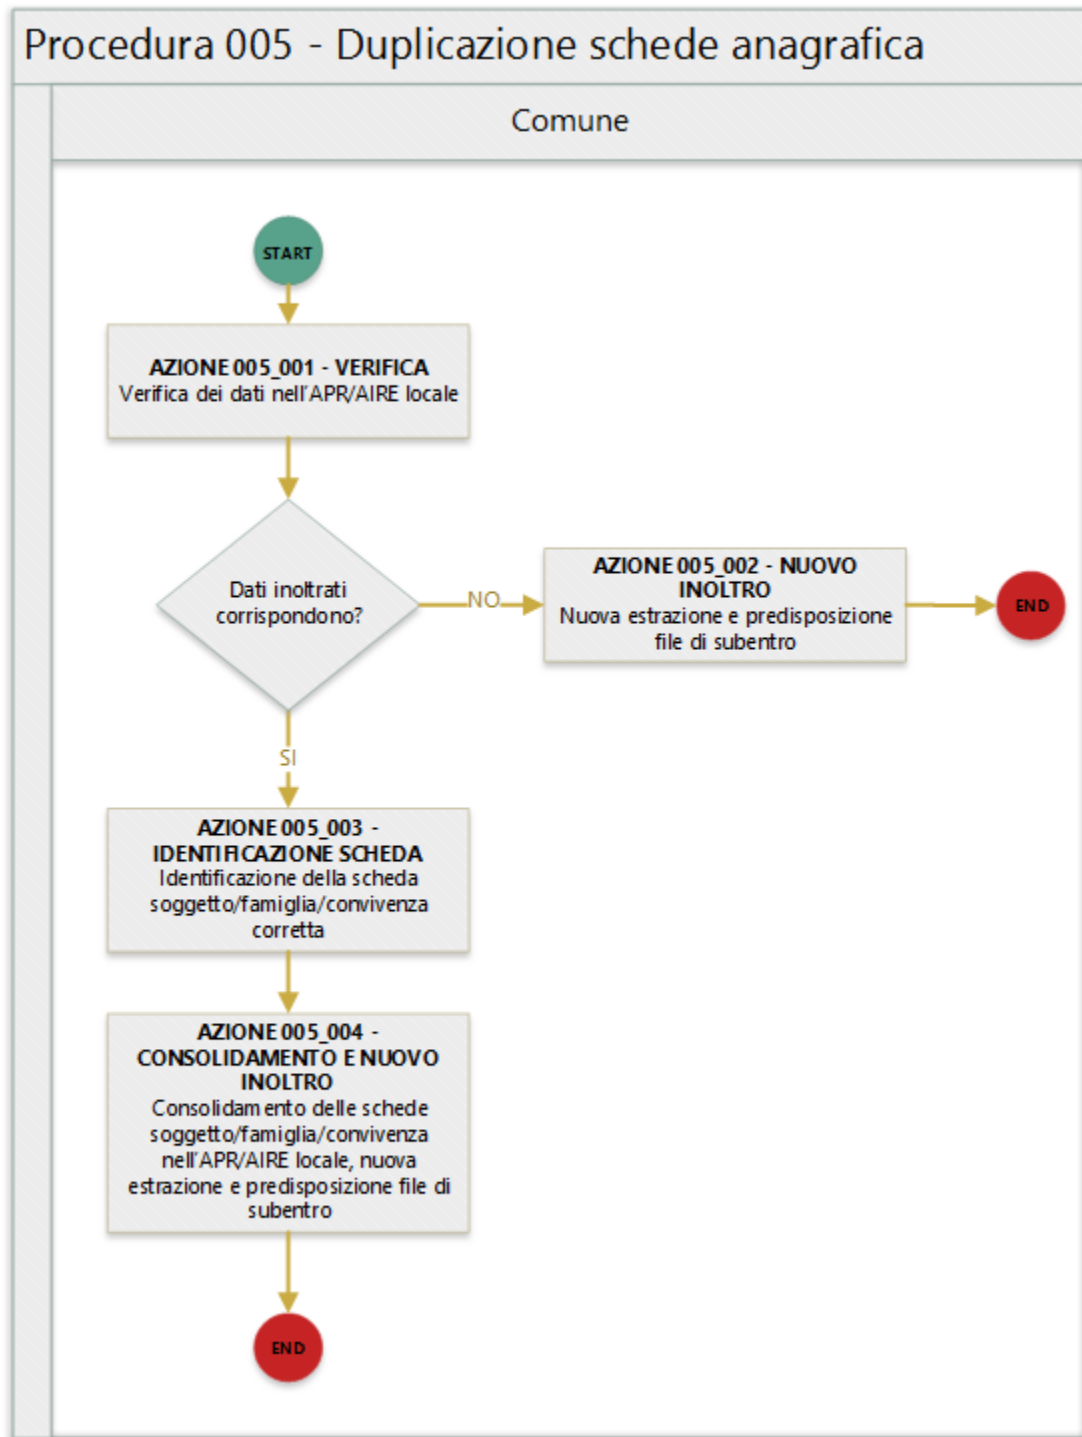 Procedura 005 - Duplicazione schede anagrafica
Comune
START
AZIONE 005_001 - VERIFICA
Verifica dei dati nell'APR/AIRE locale
Dati inoltrati
corrispondono?
NO
AZIONE 005_002 - NUOVO
INOLTRO
Nuova estrazione e predisposizione
file di subentro
END
SI
AZIONE 005_003 -
IDENTIFICAZIONE SCHEDA
Identificazione della scheda
soggetto/famiglia/convivenza
corretta
AZIONE 005_004 -
CONSOLIDAMENTO E NUOVO
INOLTRO
Consolidamento delle schede
soggetto/famiglia/convivenza
nell'APR/AIRE locale, nuova
estrazione e predisposizione file di
subentro
END